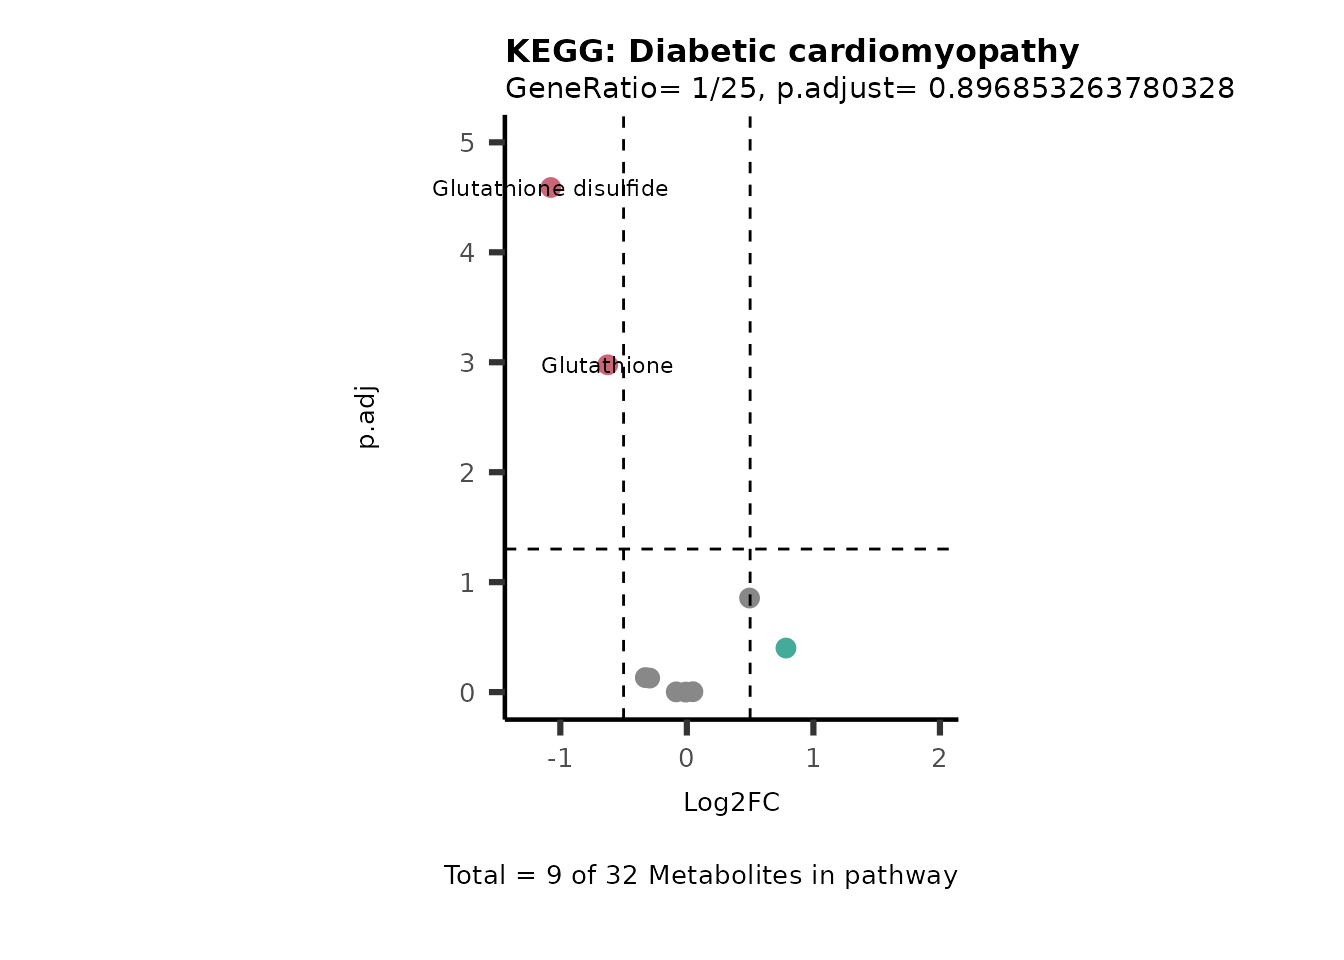 KEGG: Diabetic cardiomyopathy
GeneRatio= 1/25, p.adjust= 0.896853263780328
5
Glutathione disulfide
4
3
Glutathione
p.adj
2
1
0
-1 0 1 2
Log2FC
Total = 9 of 32 Metabolites in pathway